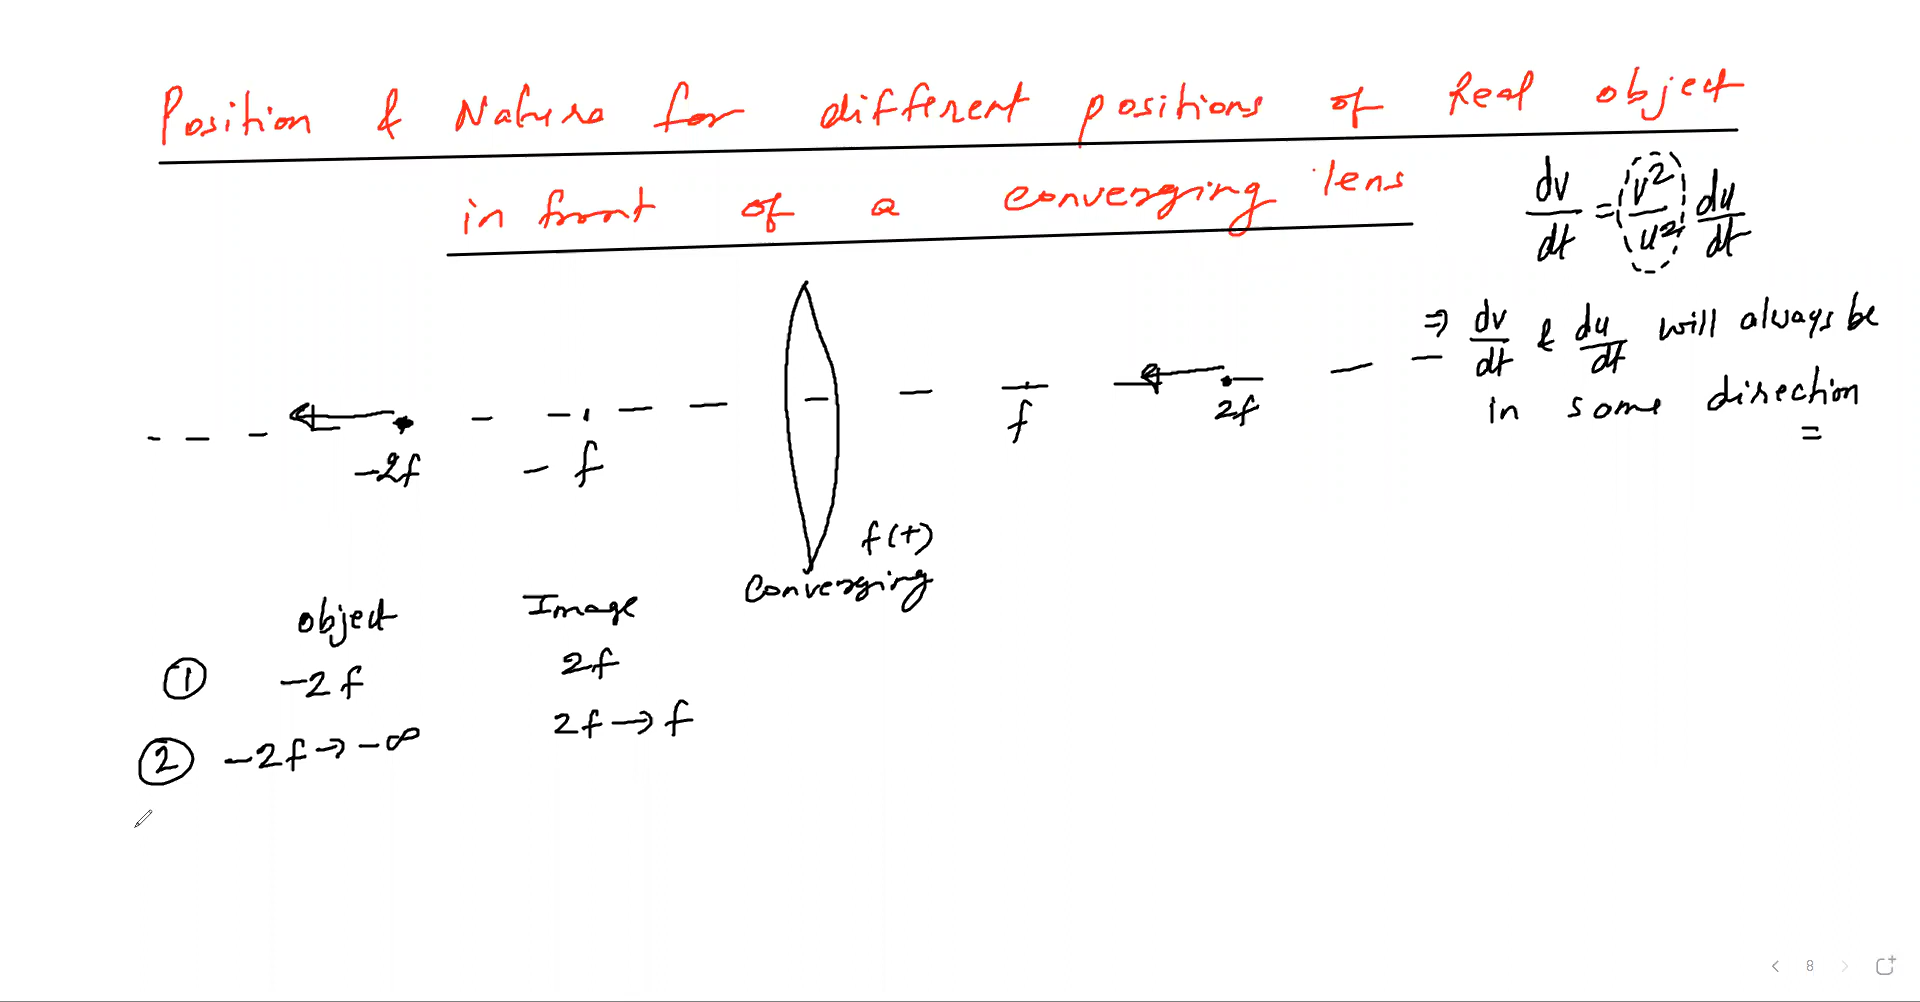 Position & Nature for different positions of Real object
in front of a converging lens
dv/dt = v²/u² du/dt
⇒ dv/dt & du/dt will always be
in same direction
-2f
- f
f
2f
f(+)
Converging
object Image
① -2f 2f
② -2f → -∞ 2f → f
8